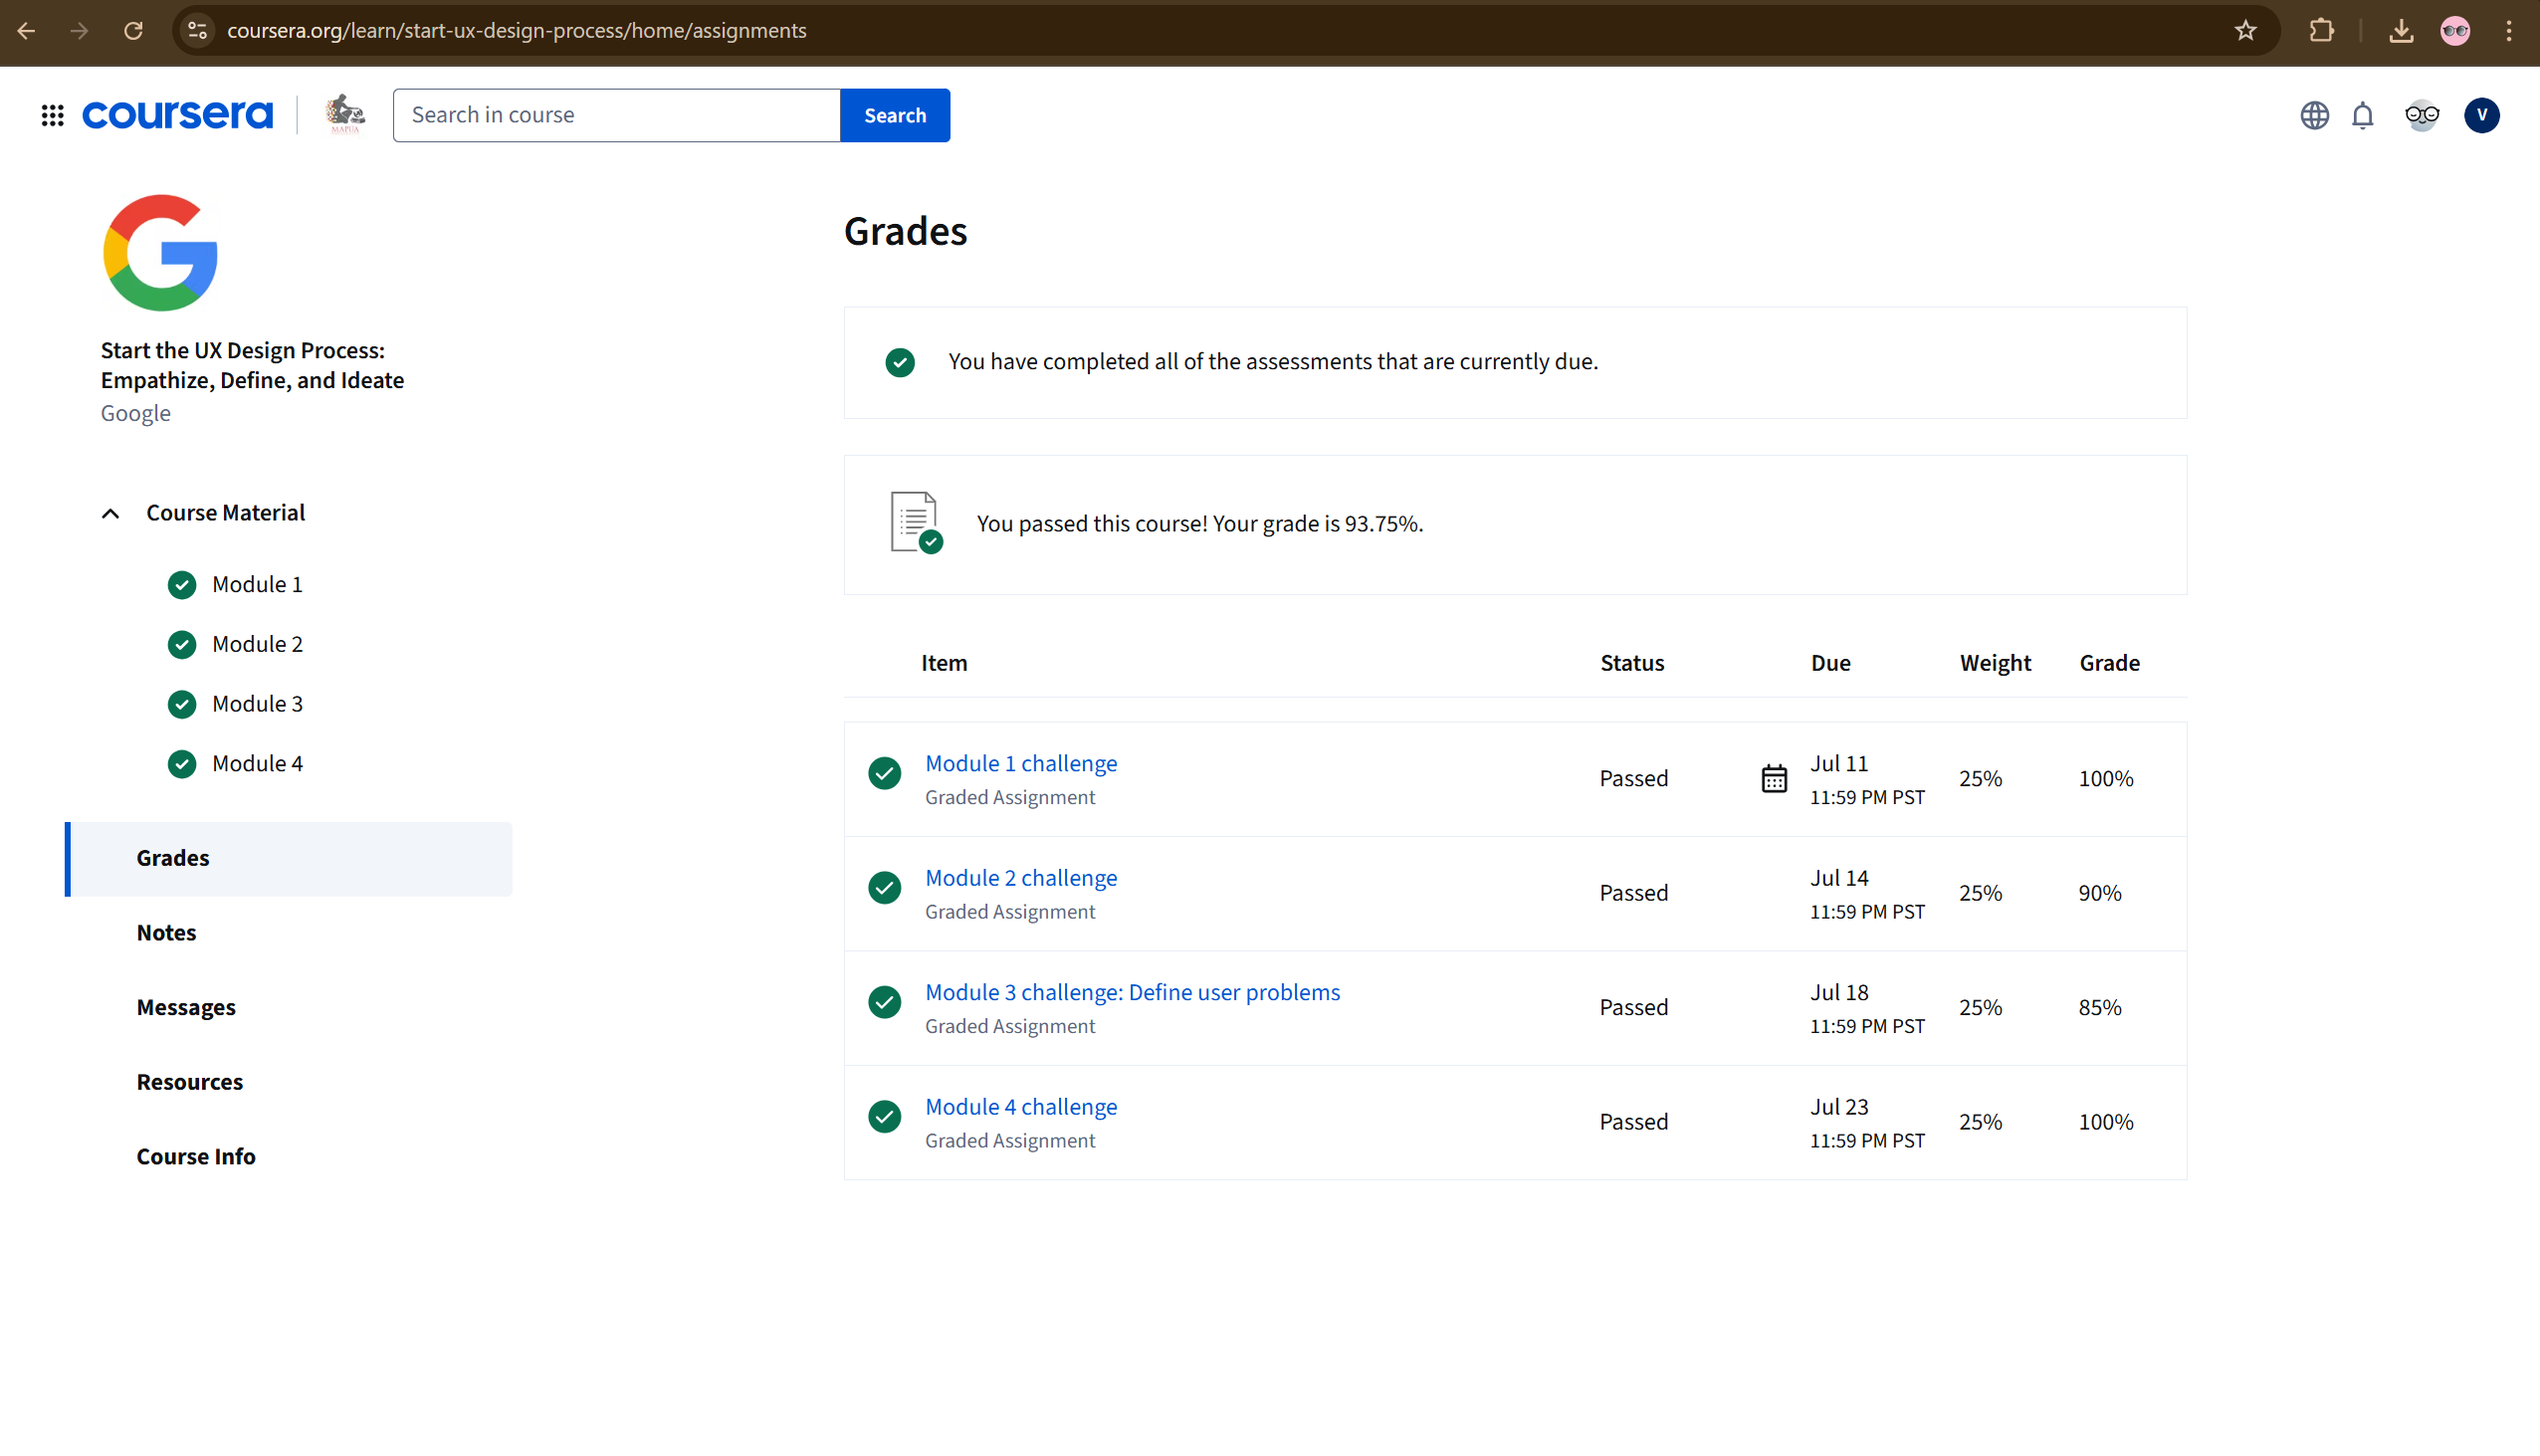 coursera.org/learn/start-ux-design-process/home/assignments
coursera
MAPUA
Search in course
Search
V
Start the UX Design Process:
Empathize, Define, and Ideate
Google
Course Material
Module 1
Module 2
Module 3
Module 4
Grades
Notes
Messages
Resources
Course Info
Grades
You have completed all of the assessments that are currently due.
You passed this course! Your grade is 93.75%.
Item Status Due Weight Grade
Module 1 challenge
Graded Assignment
Passed
Jul 11
11:59 PM PST
25%
100%
Module 2 challenge
Graded Assignment
Passed
Jul 14
11:59 PM PST
25%
90%
Module 3 challenge: Define user problems
Graded Assignment
Passed
Jul 18
11:59 PM PST
25%
85%
Module 4 challenge
Graded Assignment
Passed
Jul 23
11:59 PM PST
25%
100%